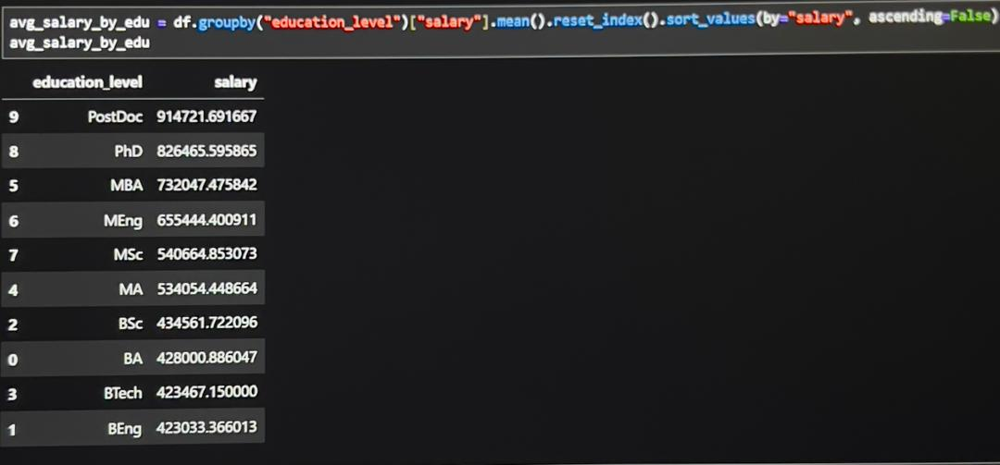 avg_salary_by_edu = df.groupby("education_level")["salary"].mean().reset_index().sort_values(by="salary", ascending=False)
avg_salary_by_edu
education_level salary
9 PostDoc 914721.691667
8 PhD 826465.595865
5 MBA 732047.475842
6 MEng 655444.400911
7 MSc 540664.853073
4 MA 534054.448664
2 BSc 434561.722096
0 BA 428000.886047
3 BTech 423467.150000
1 BEng 423033.366013